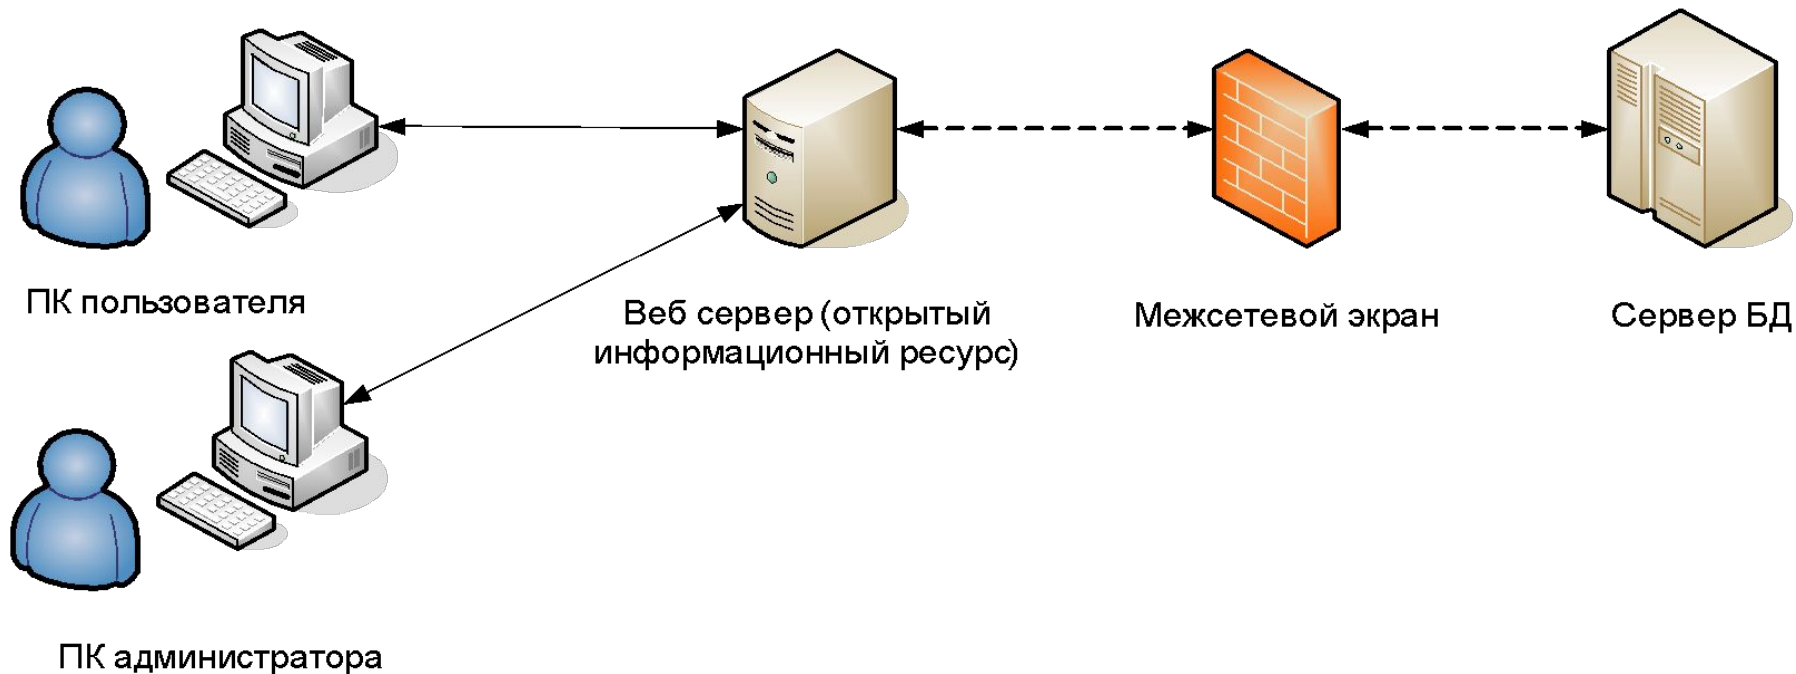 ПК пользователя
Веб сервер (открытый
информационный ресурс)
Межсетевой экран
Сервер БД
ПК администратора